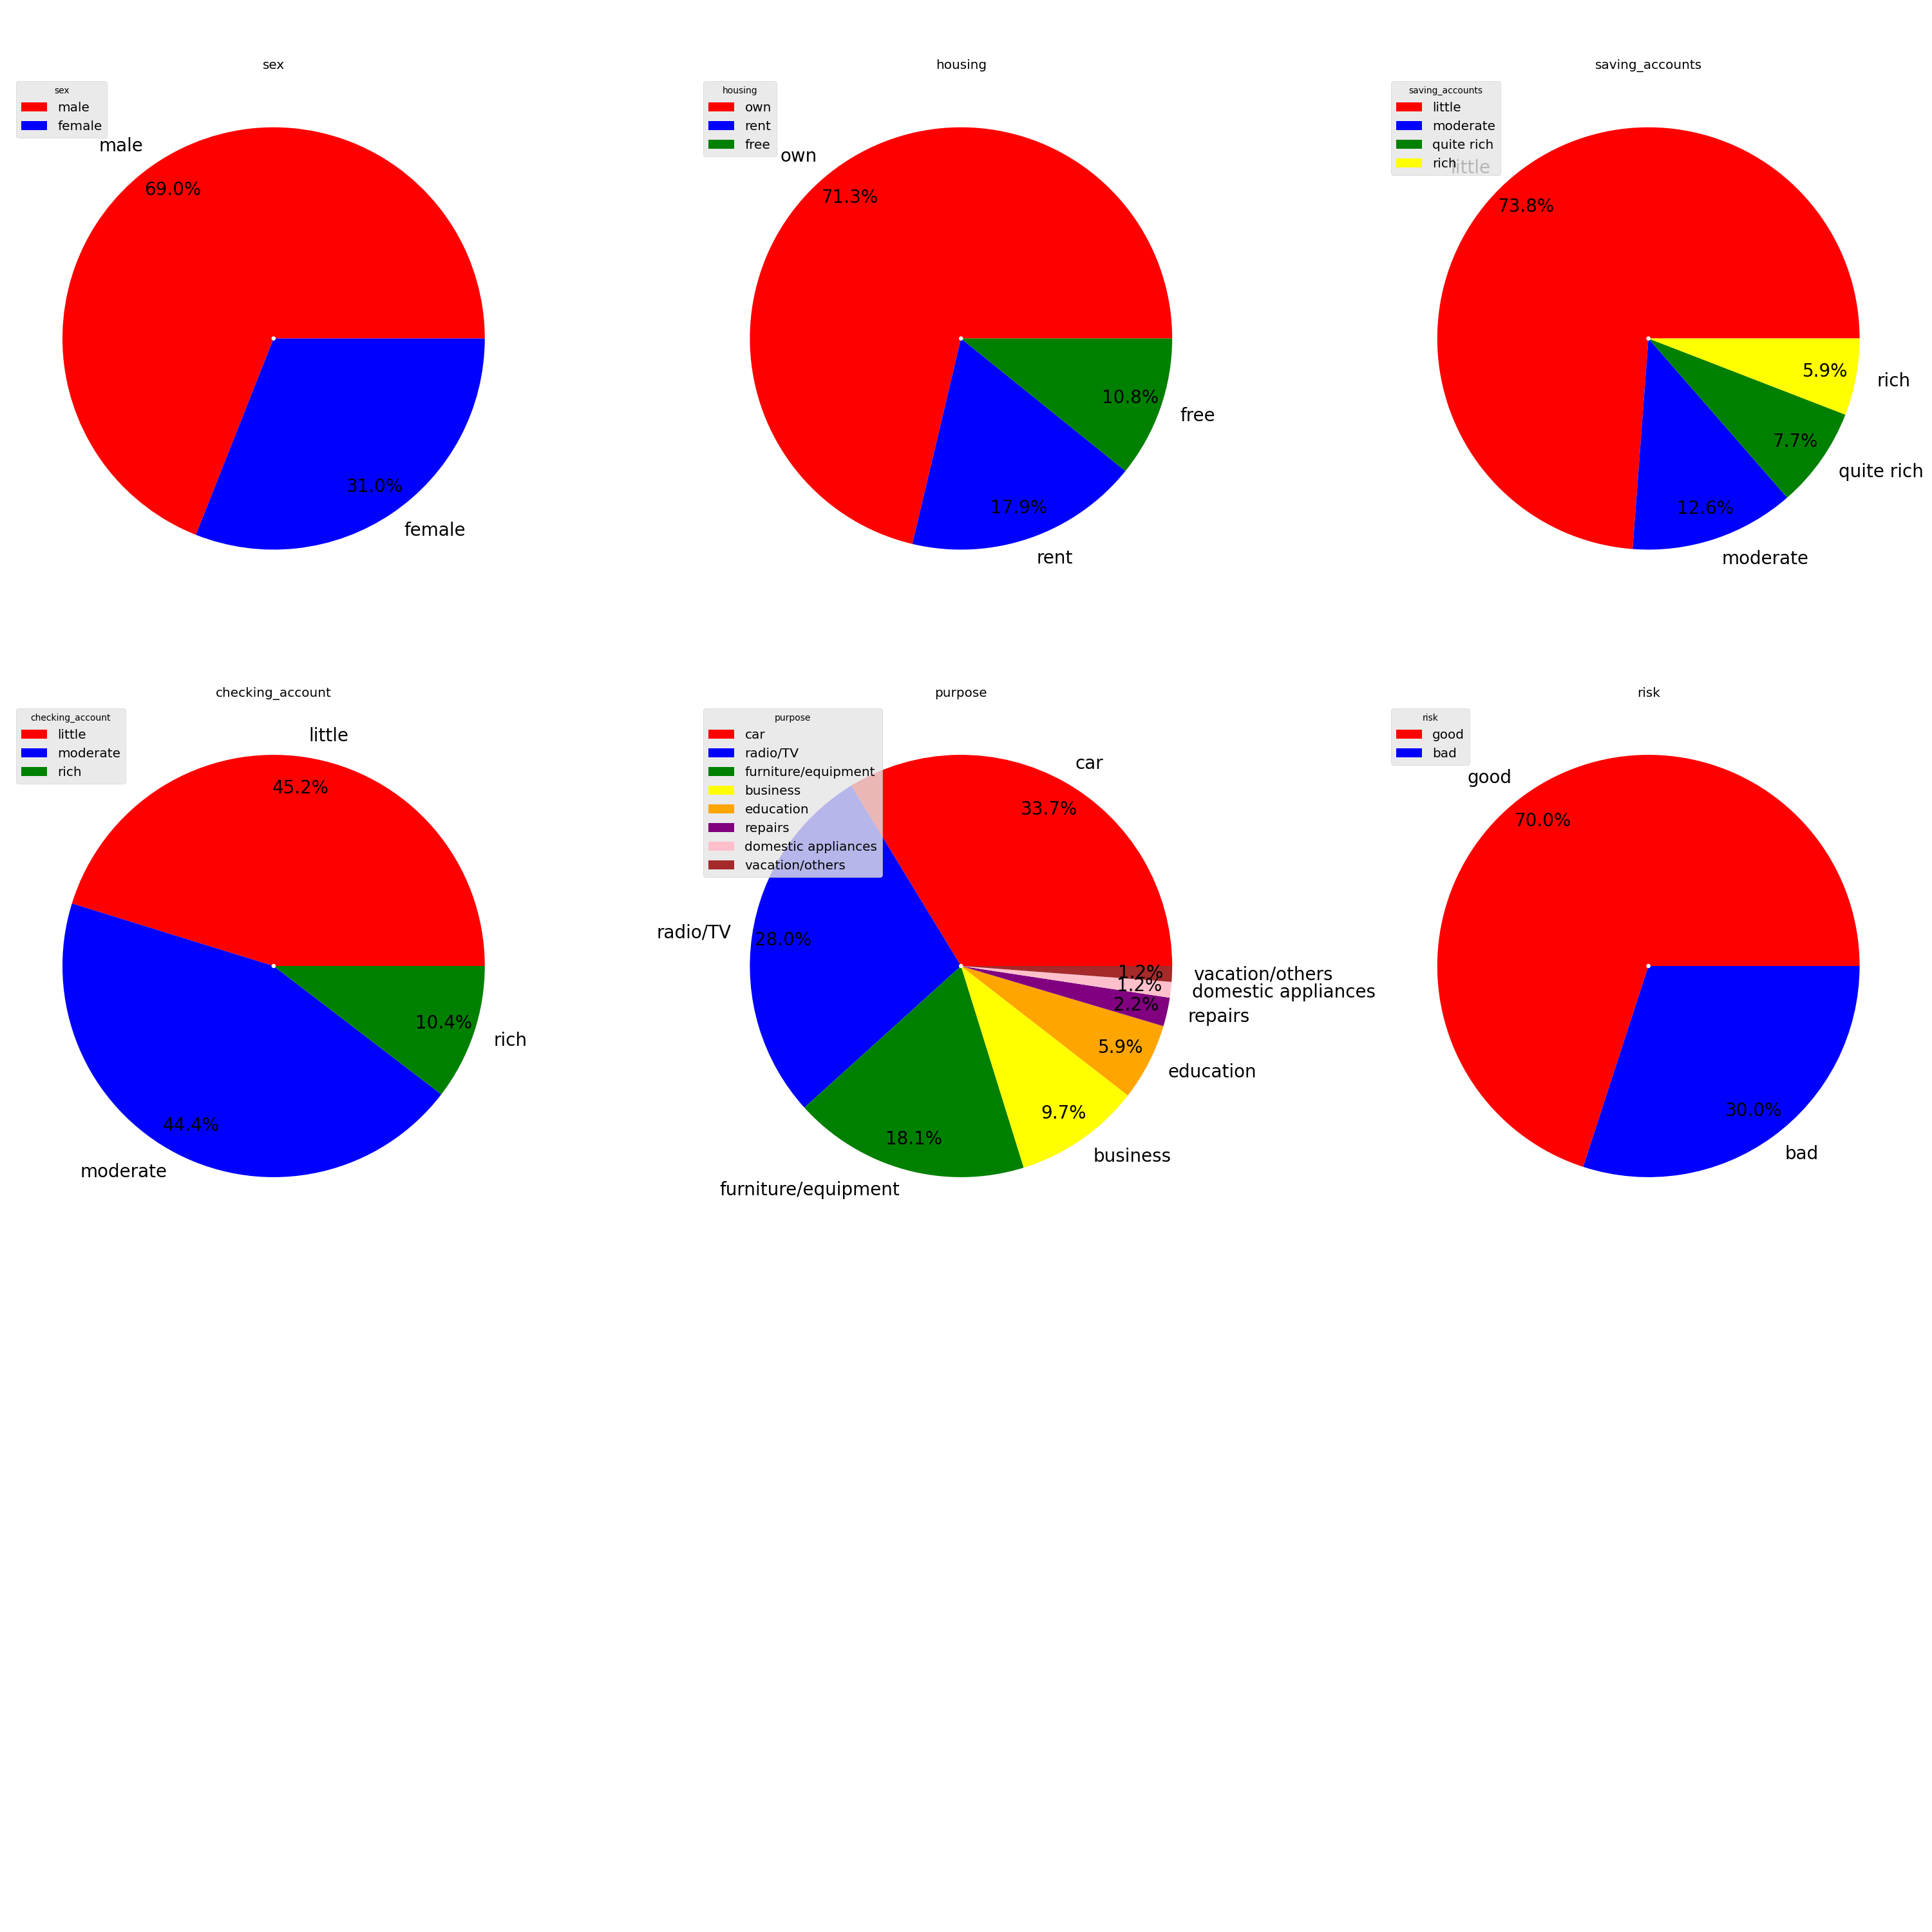 sex
sex
male
female
male
69.0%
31.0%
female
housing
housing
own
rent
free
own
71.3%
10.8%
free
17.9%
rent
saving_accounts
saving_accounts
little
moderate
quite rich
rich
little
73.8%
5.9%
rich
7.7%
quite rich
12.6%
moderate
checking_account
checking_account
little
moderate
rich
little
45.2%
10.4%
rich
44.4%
moderate
purpose
purpose
car
radio/TV
furniture/equipment
business
education
repairs
domestic appliances
vacation/others
car
33.7%
radio/TV
28.0%
1.2%
vacation/others
1.2%
domestic appliances
2.2%
repairs
5.9%
education
9.7%
business
18.1%
furniture/equipment
risk
risk
good
bad
good
70.0%
30.0%
bad